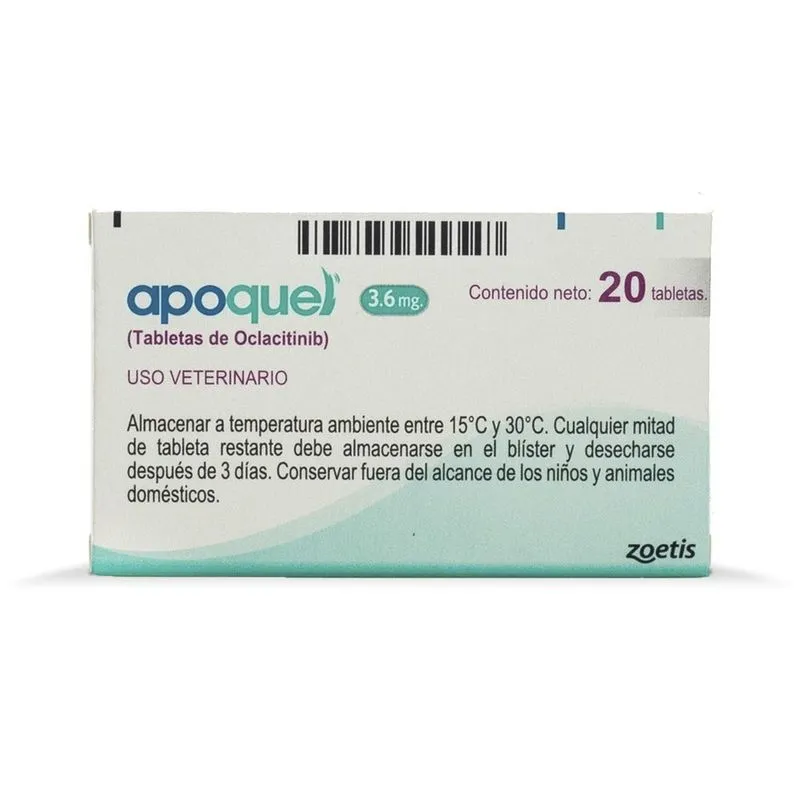 apoquel 3.6 mg. Contenido neto: 20 tabletas.
(Tabletas de Oclacitinib)
USO VETERINARIO
Almacenar a temperatura ambiente entre 15°C y 30°C. Cualquier mitad
de tableta restante debe almacenarse en el blíster y desecharse
después de 3 días. Conservar fuera del alcance de los niños y animales
domésticos.
zoetis